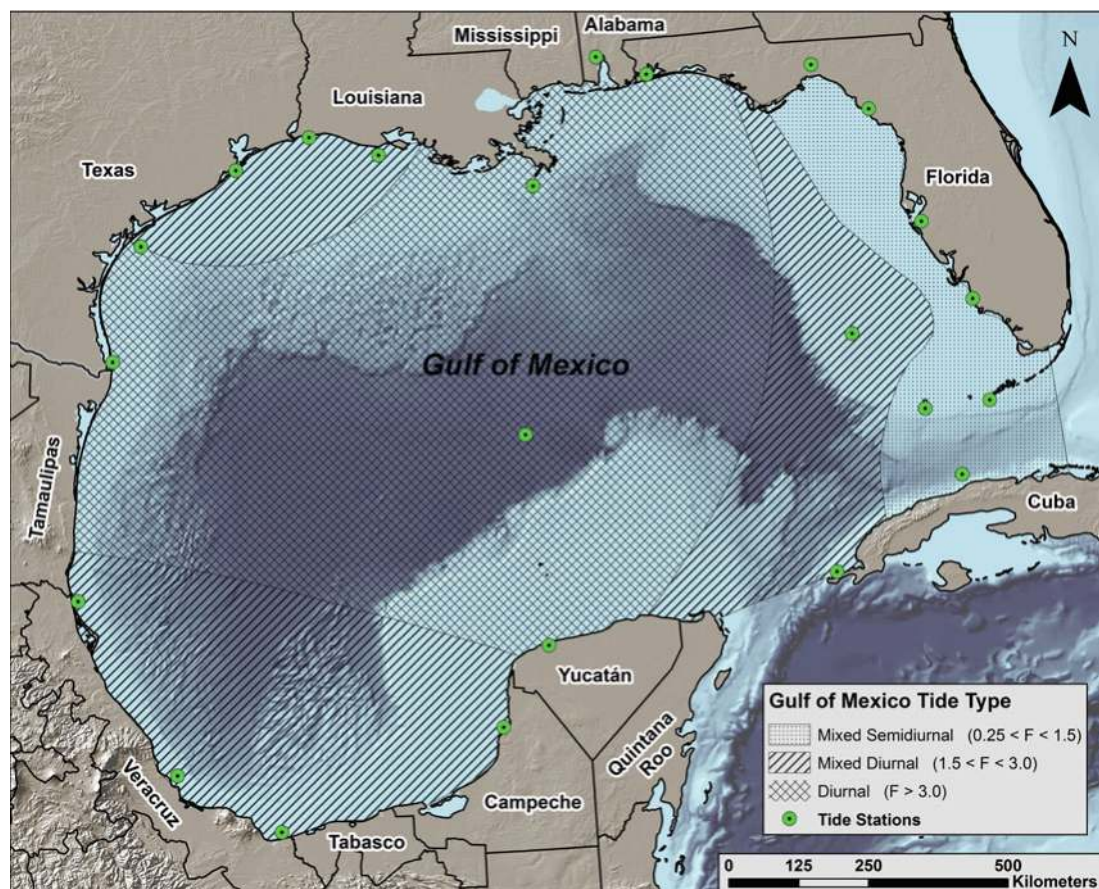 Alabama
Mississippi
N
Louisiana
Texas
Florida
Gulf of Mexico
Tamaulipas
Cuba
Yucatán
Quintana
Roo
Veracruz
Campeche
Tabasco
Gulf of Mexico Tide Type
Mixed Semidiurnal (0.25 < F < 1.5)
Mixed Diurnal (1.5 < F < 3.0)
Diurnal (F > 3.0)
Tide Stations
0 125 250 500
Kilometers